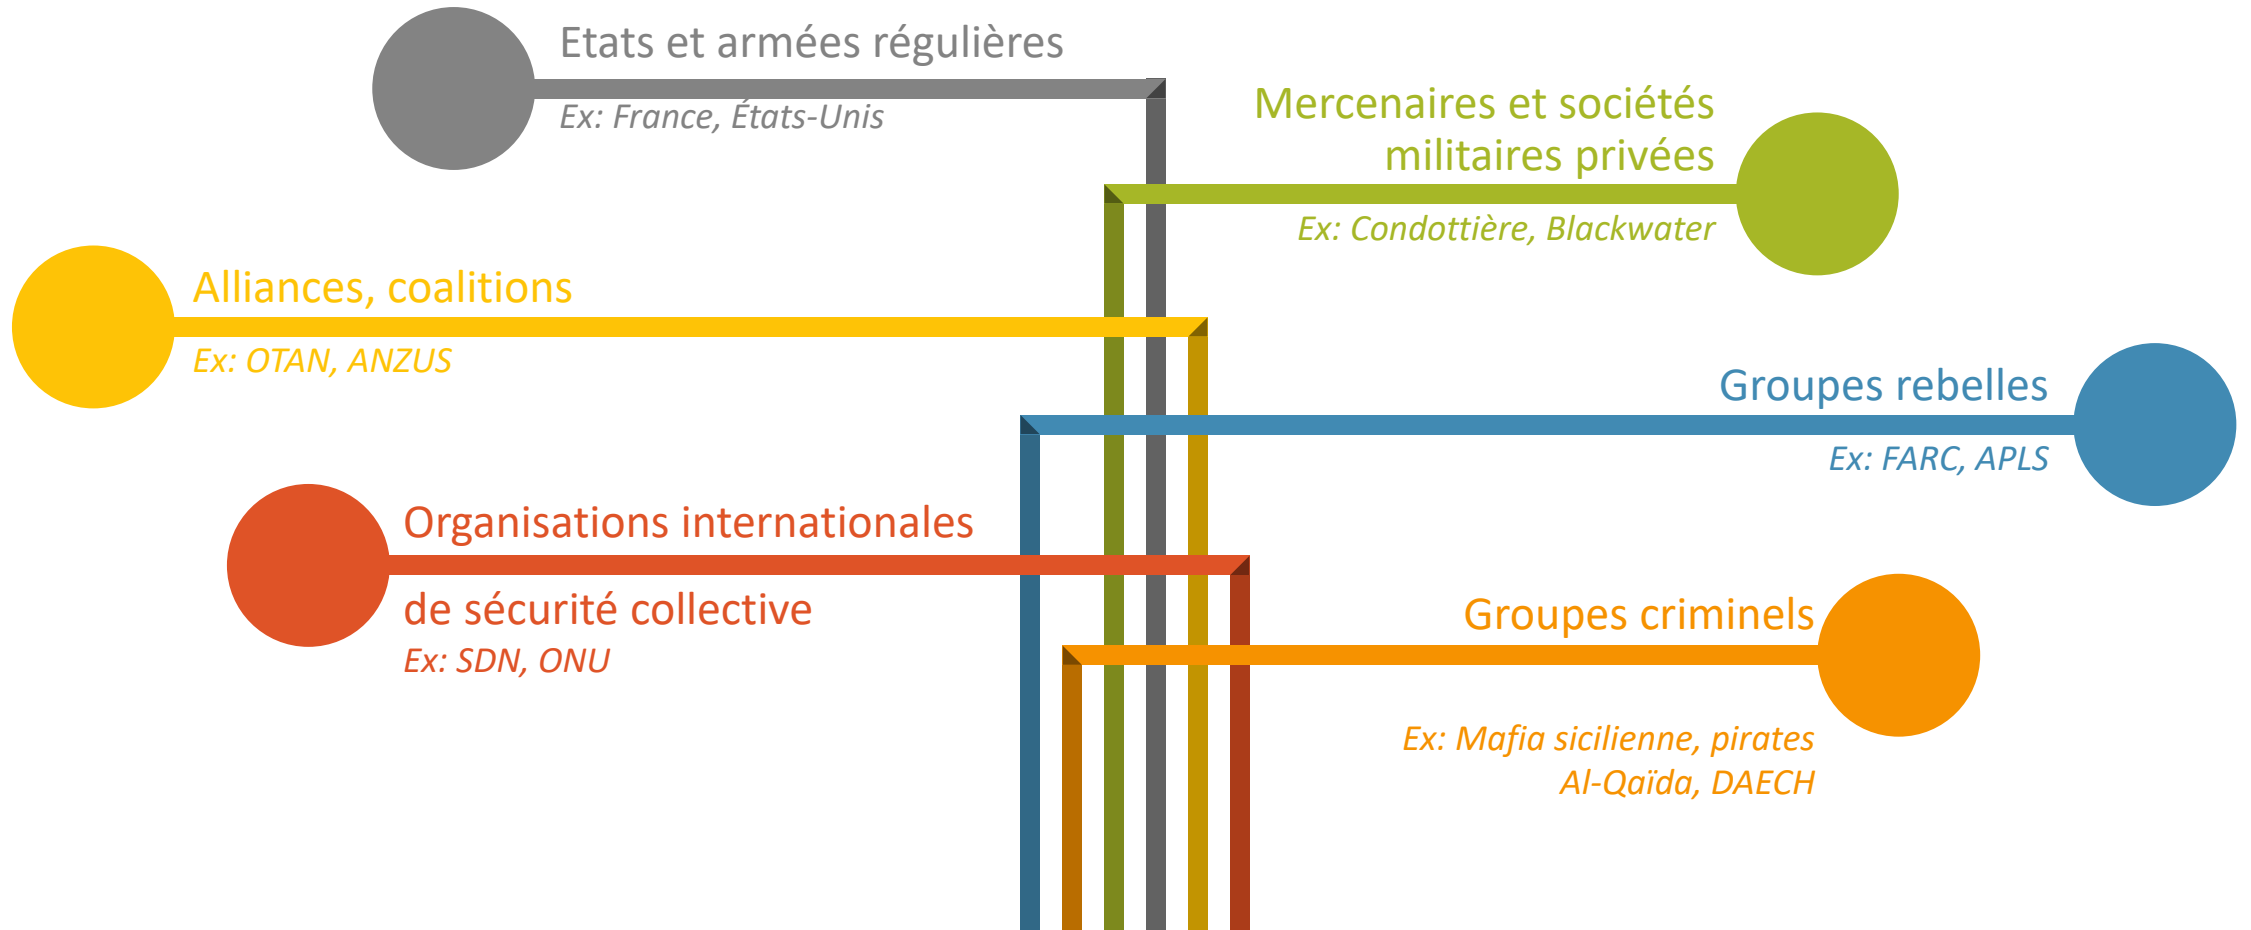 Etats et armées régulières
Ex: France, États-Unis
Mercenaires et sociétés
militaires privées
Ex: Condottière, Blackwater
Alliances, coalitions
Ex: OTAN, ANZUS
Groupes rebelles
Ex: FARC, APLS
Organisations internationales
de sécurité collective
Ex: SDN, ONU
Groupes criminels
Ex: Mafia sicilienne, pirates
Al-Qaïda, DAECH